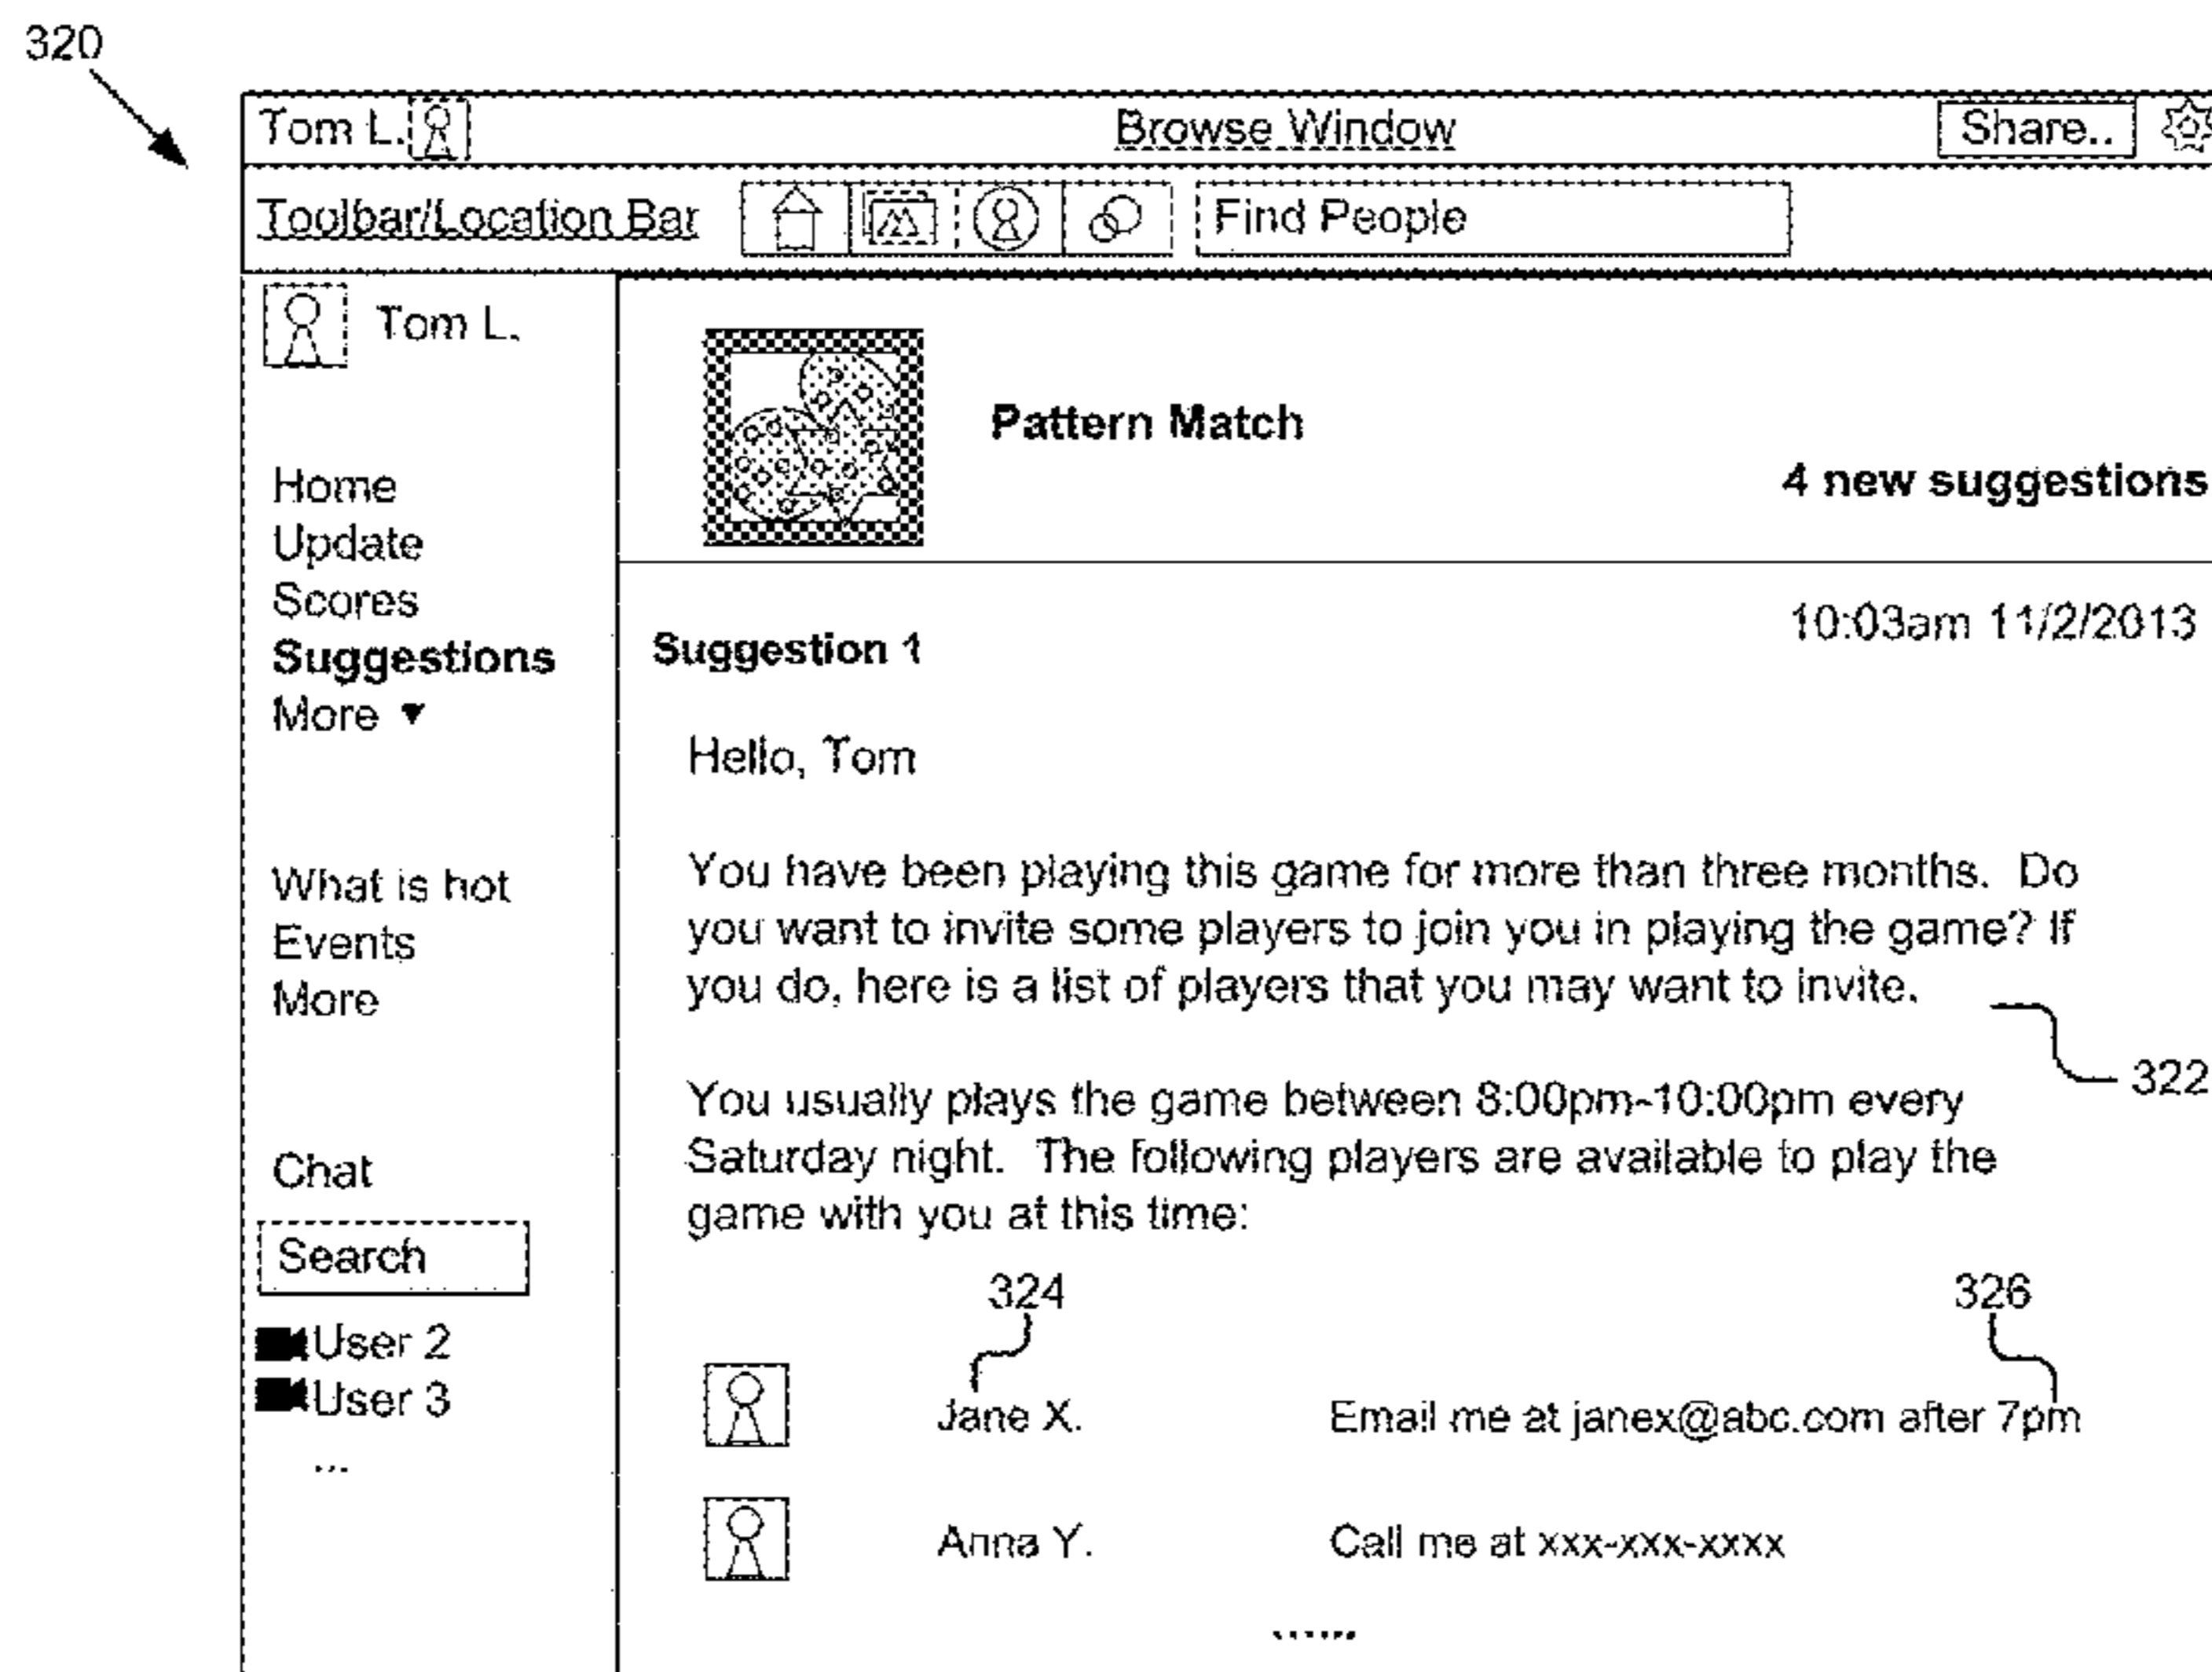 320
Tom L.
Browse Window
Share..
Toolbar/Location Bar
Find People
Tom L.
Home
Update
Scores
Suggestions
More ▼
What is hot
Events
More
Chat
Search
User 2
User 3
...
Pattern Match
4 new suggestions
10:03am 11/2/2013
Suggestion 1
Hello, Tom
You have been playing this game for more than three months. Do
you want to invite some players to join you in playing the game? If
you do, here is a list of players that you may want to invite.
322
You usually plays the game between 8:00pm-10:00pm every
Saturday night. The following players are available to play the
game with you at this time:
324
326
Jane X.
Email me at janex@abc.com after 7pm
Anna Y.
Call me at xxx-xxx-xxxx
......